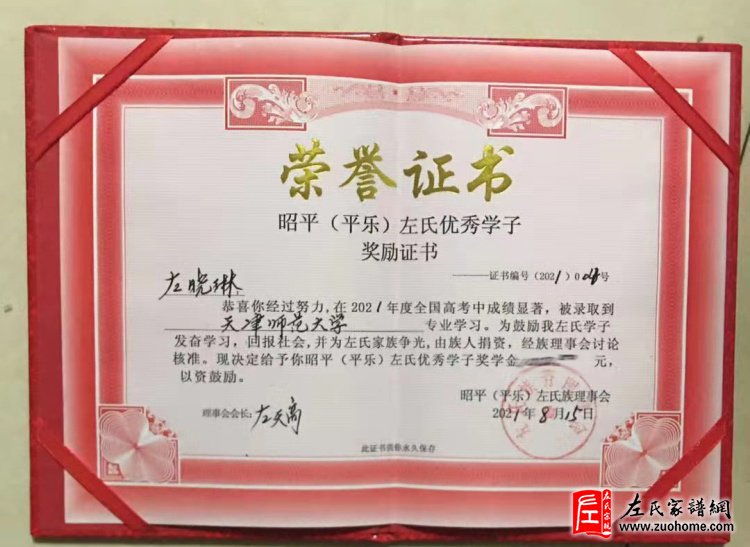 荣誉证书
昭平（平乐）左氏优秀学子
奖励证书
——证书编号（2021）0 号
左晓琳
恭喜你经过努力,在2021年度全国高考中成绩显著，被录取到
天津师范大学 专业学习。为鼓励我左氏学子
发奋学习，回报社会，并为左氏家族争光,由族人捐资，经族理事会讨论
核准。现决定给予你昭平（平乐）左氏优秀学子奖学金 元，
以资鼓励。
昭平（平乐）左氏族理事会
2021年8月15日
理事会会长：左天高
此证书请你永久保存
左氏家譜網
www.zuohome.com